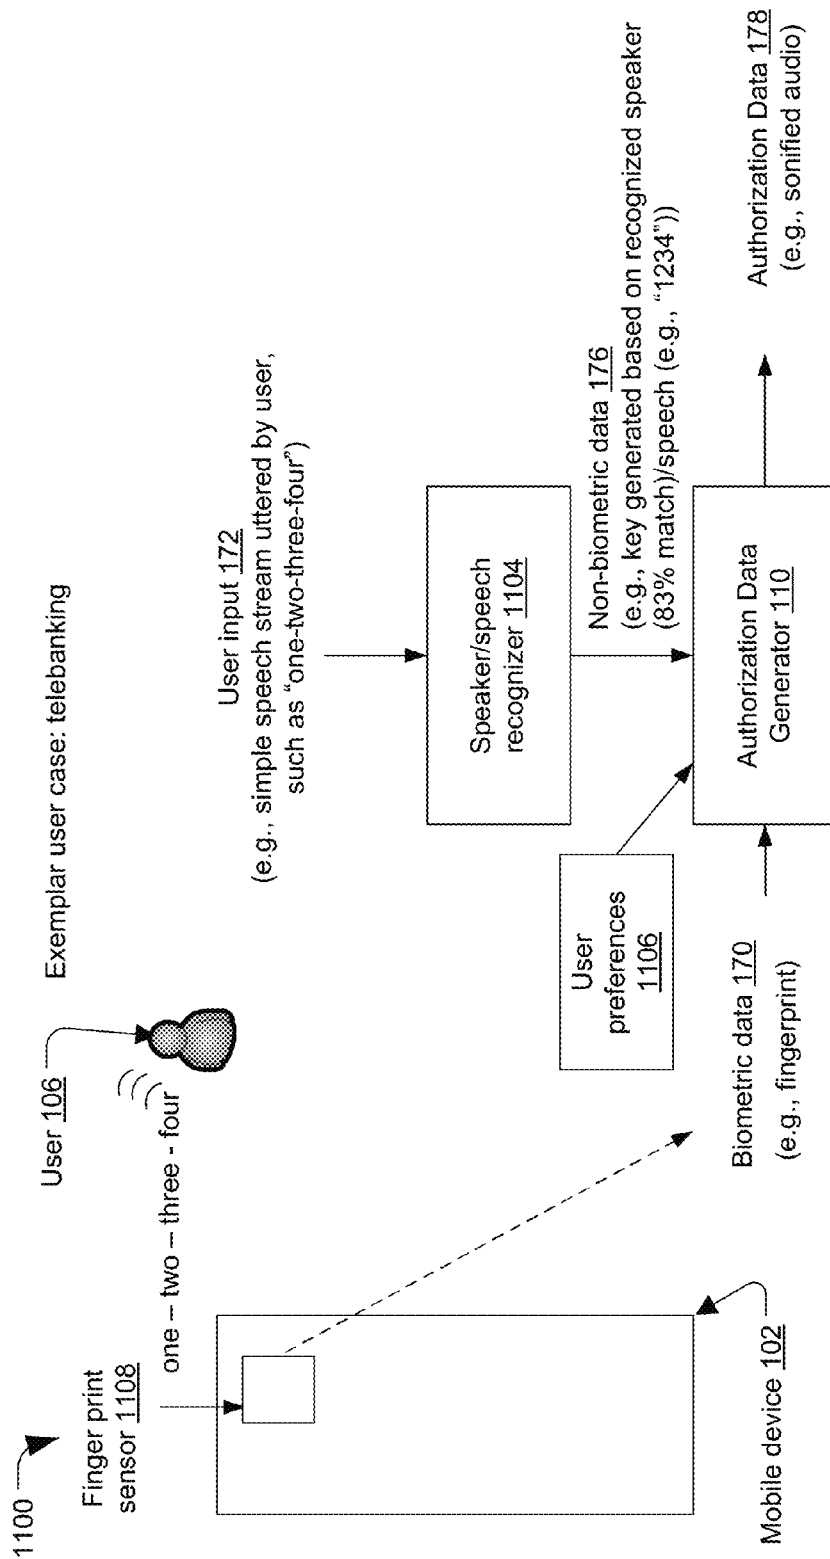 1100
Exemplar user case: telebanking
User 106
one – two – three - four
Finger print
sensor 1108
Mobile device 102
User input 172
(e.g., simple speech stream uttered by user,
such as “one-two-three-four”)
Speaker/speech
recognizer 1104
Non-biometric data 176
(e.g., key generated based on recognized speaker
(83% match)/speech (e.g., “1234”))
User
preferences
1106
Biometric data 170
(e.g., fingerprint)
Authorization Data
Generator 110
Authorization Data 178
(e.g., sonified audio)